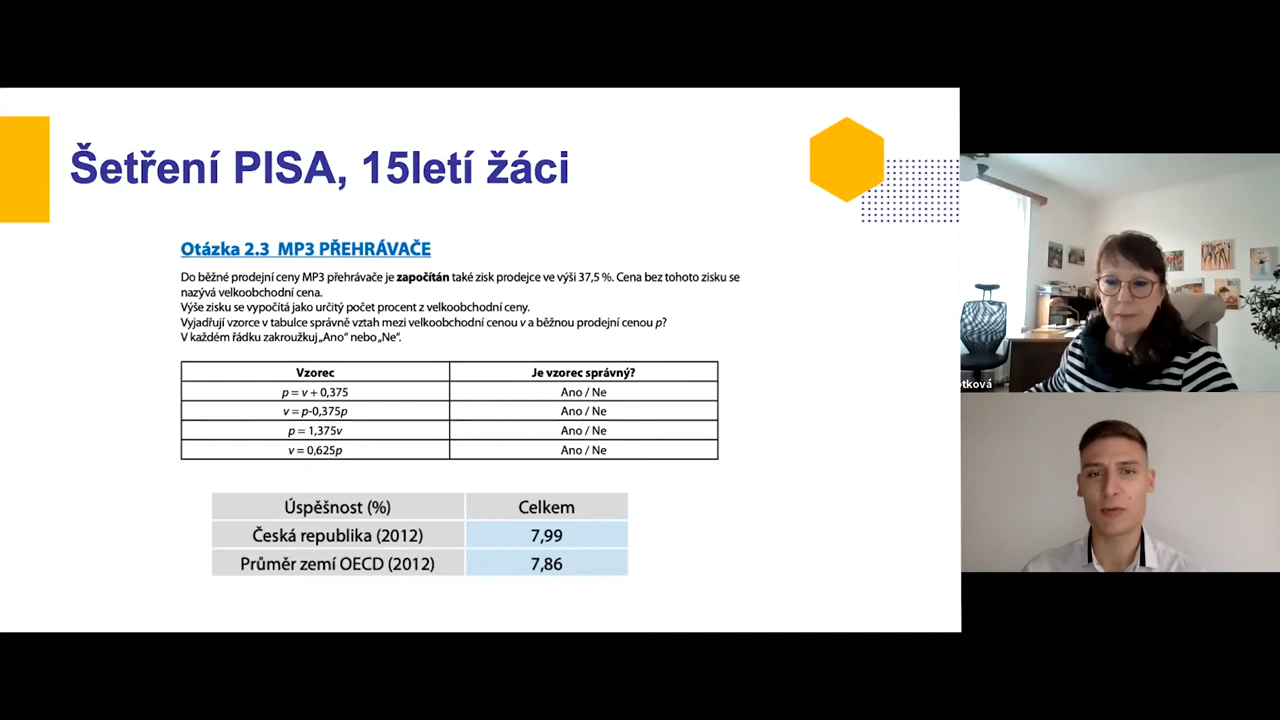 Šetření PISA, 15letí žáci
Otázka 2.3 MP3 PŘEHRÁVAČE
Do běžné prodejní ceny MP3 přehrávače je započítán také zisk prodejce ve výši 37,5 %. Cena bez tohoto zisku se
nazývá velkoobchodní cena.
Výše zisku se vypočítá jako určitý počet procent z velkoobchodní ceny.
Vyjadřují vzorce v tabulce správně vztah mezi velkoobchodní cenou v a běžnou prodejní cenou p?
V každém řádku zakroužkuj „Ano“ nebo „Ne“.
Vzorec Je vzorec správný?
p = v + 0,375 Ano / Ne
v = p-0,375p Ano / Ne
p = 1,375v Ano / Ne
v = 0,625p Ano / Ne
Úspěšnost (%) Celkem
Česká republika (2012) 7,99
Průměr zemí OECD (2012) 7,86